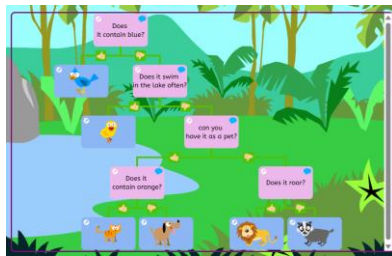 Does
it contain blue?
Does it swim
in the lake often?
can you
have it as a pet?
Does it
contain orange?
Does it roar?